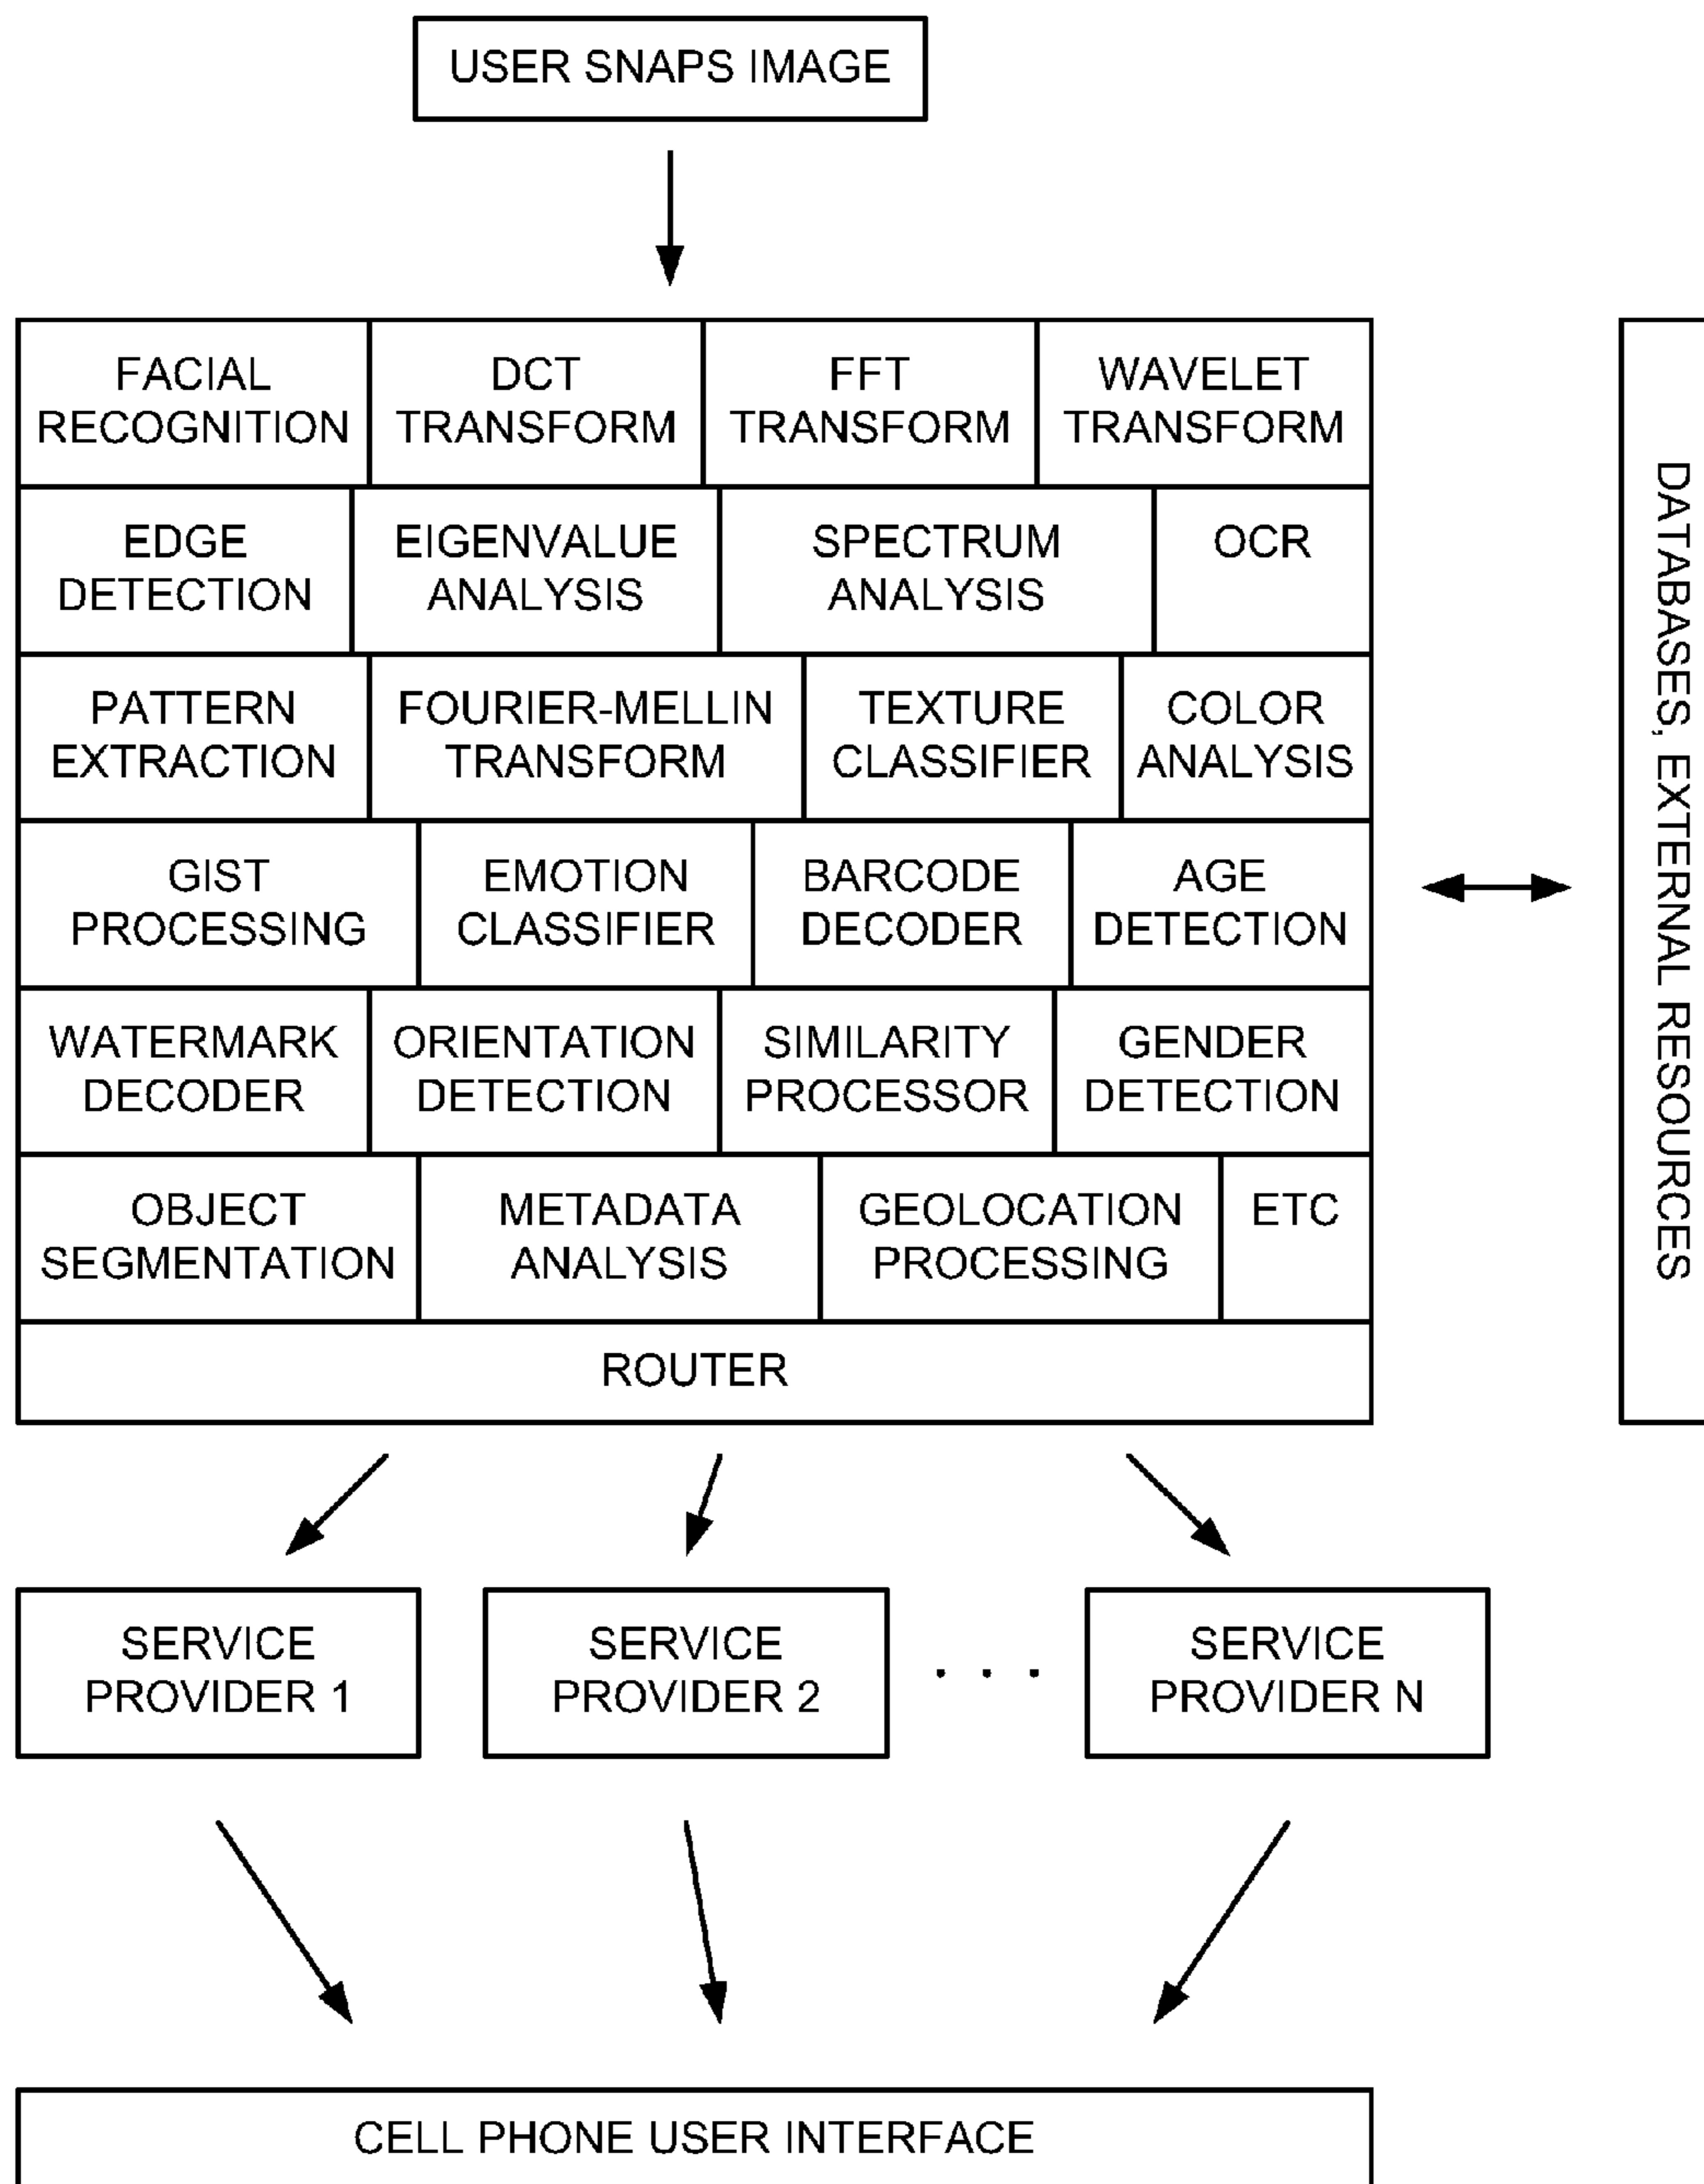 USER SNAPS IMAGE
FACIAL
RECOGNITION
DCT
TRANSFORM
FFT
TRANSFORM
WAVELET
TRANSFORM
EDGE
DETECTION
EIGENVALUE
ANALYSIS
SPECTRUM
ANALYSIS
OCR
PATTERN
EXTRACTION
FOURIER-MELLIN
TRANSFORM
TEXTURE
CLASSIFIER
COLOR
ANALYSIS
GIST
PROCESSING
EMOTION
CLASSIFIER
BARCODE
DECODER
AGE
DETECTION
WATERMARK
DECODER
ORIENTATION
DETECTION
SIMILARITY
PROCESSOR
GENDER
DETECTION
OBJECT
SEGMENTATION
METADATA
ANALYSIS
GEOLOCATION
PROCESSING
ETC
ROUTER
DATABASES, EXTERNAL RESOURCES
SERVICE
PROVIDER 1
SERVICE
PROVIDER 2
. . .
SERVICE
PROVIDER N
CELL PHONE USER INTERFACE